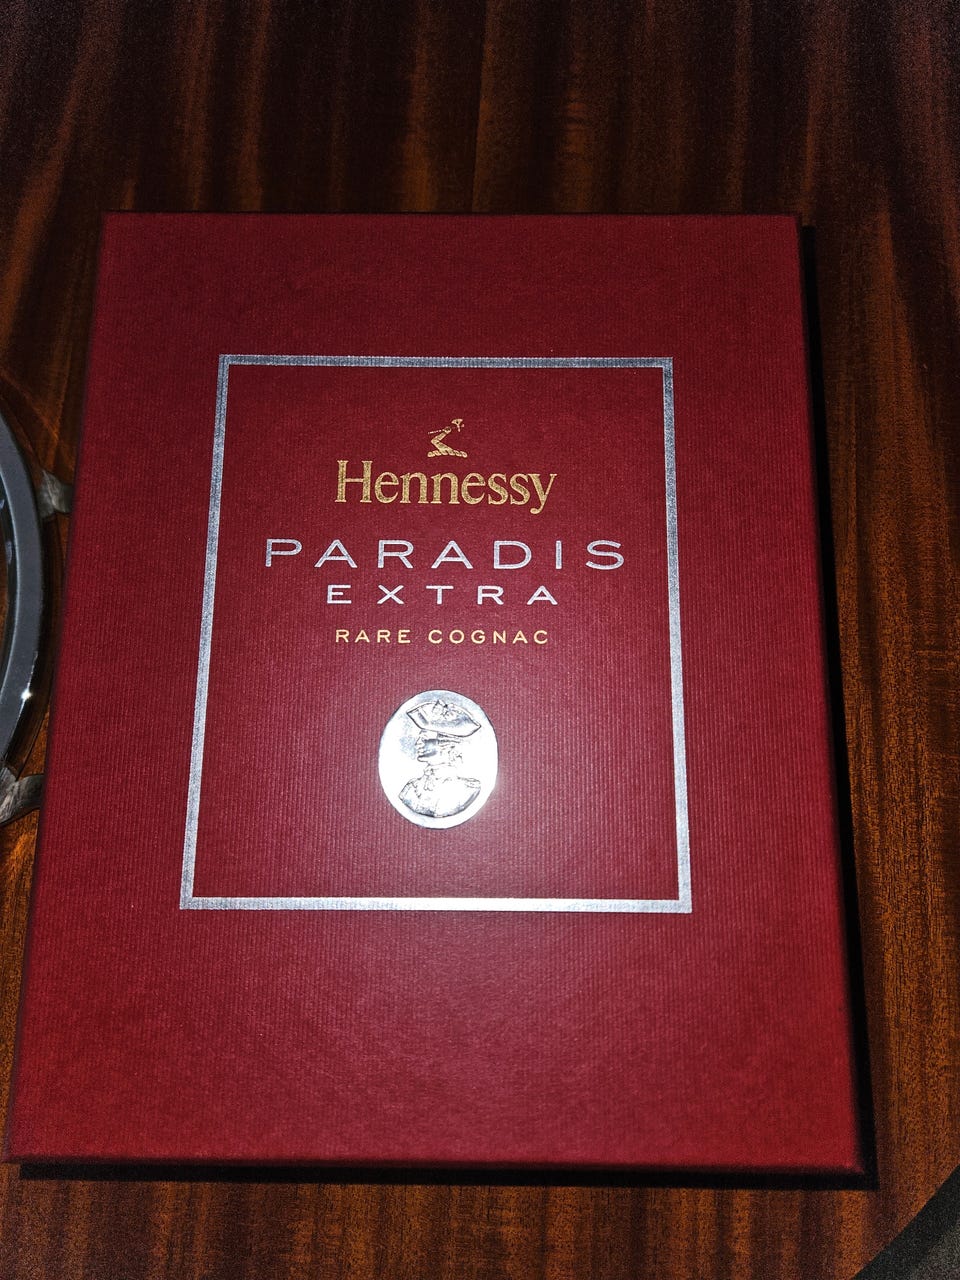 Hennessy
PARADIS
EXTRA
RARE COGNAC